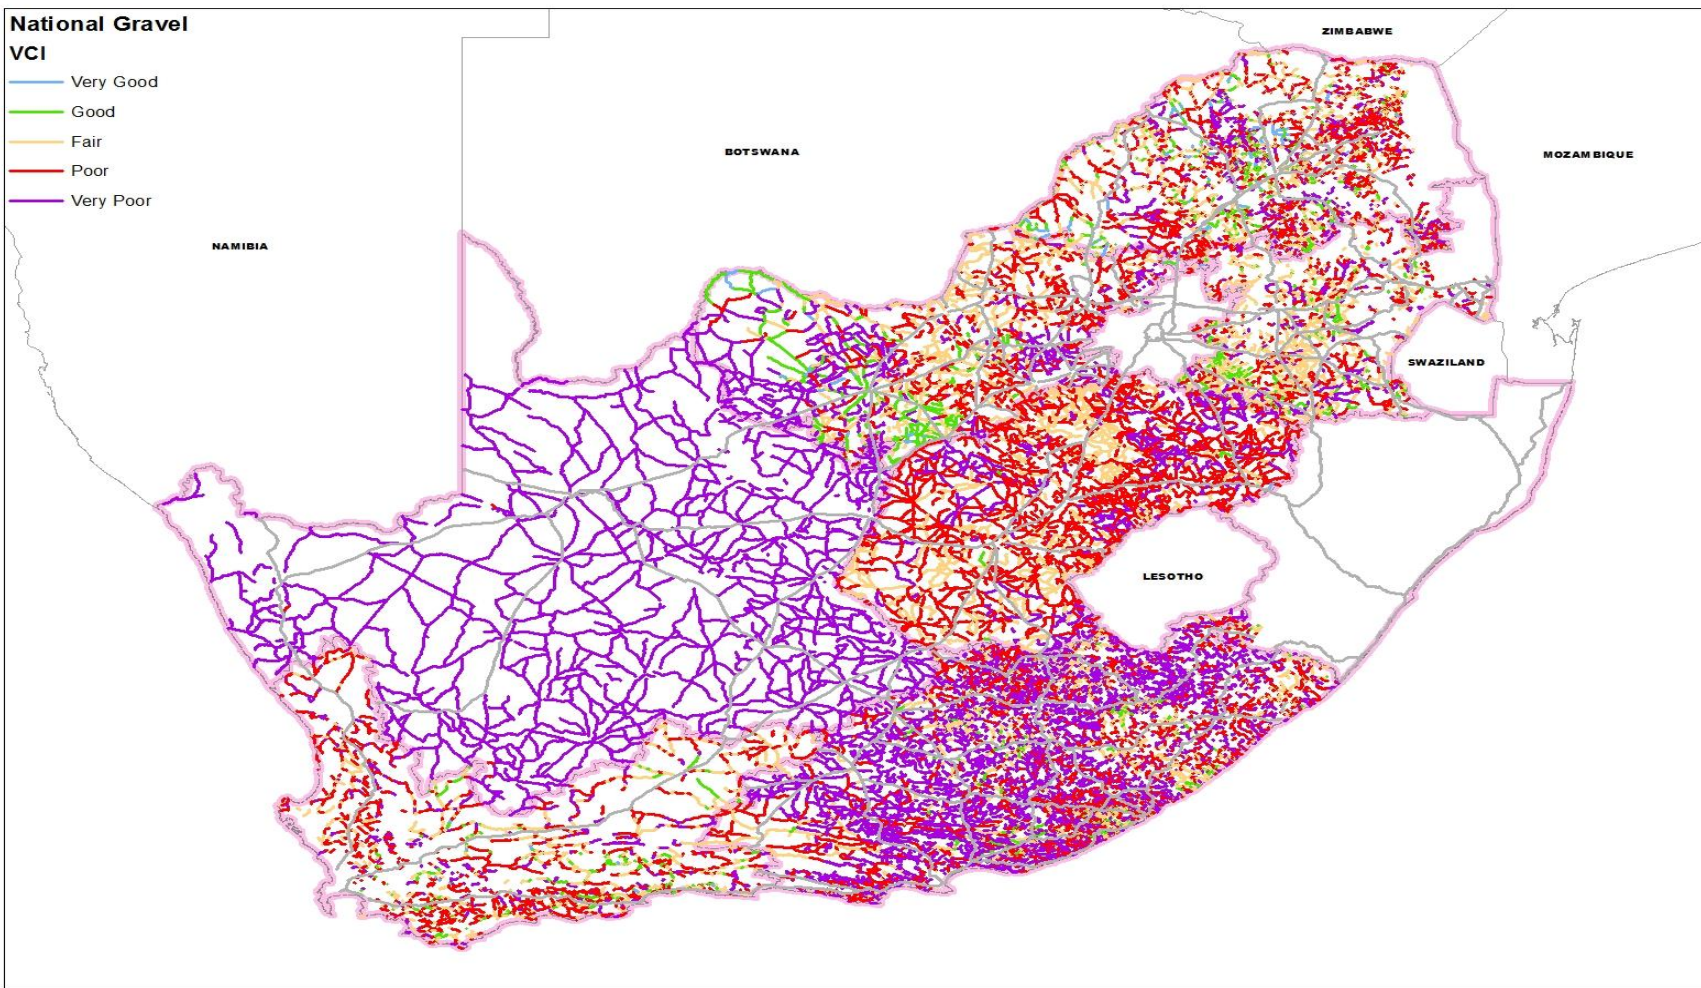 National Gravel
VCI
Very Good
Good
Fair
Poor
Very Poor
ZIMBABWE
BOTSWANA
MOZAMBIQUE
NAMIBIA
SWAZILAND
LESOTHO